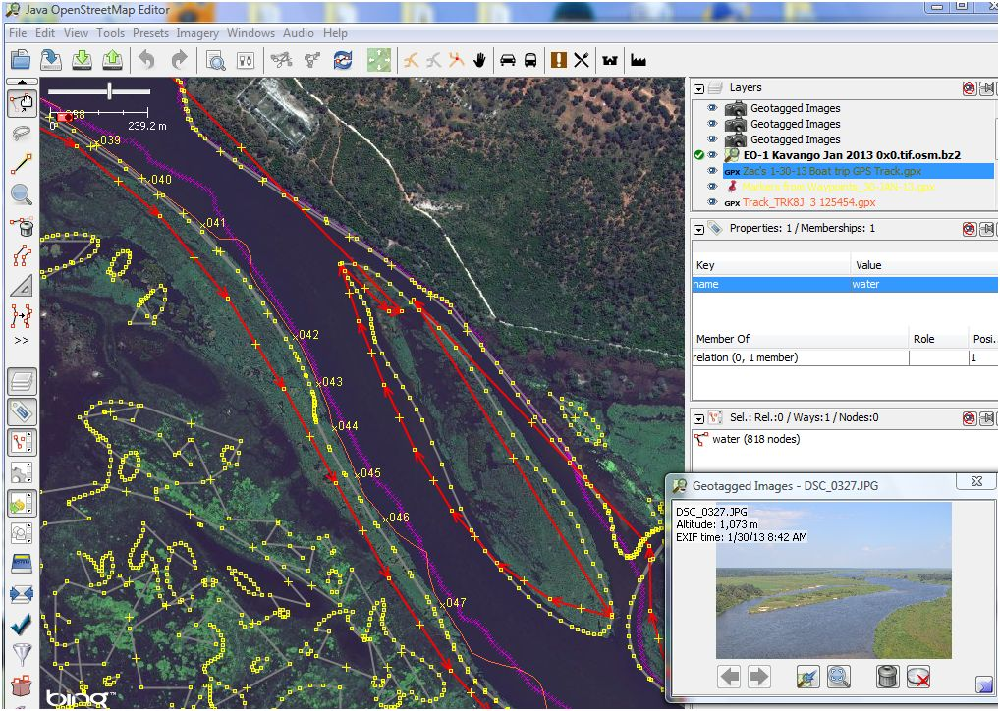 Java OpenStreetMap Editor
File Edit View Tools Presets Imagery Windows Audio Help
0 239.2 m
038
039
040
041
042
043
044
045
046
047
>>
bing™
Layers
Geotagged Images
Geotagged Images
Geotagged Images
EO-1 Kavango Jan 2013 0x0.tif.osm.bz2
GPX Zac's 1-30-13 Boat trip GPS Track.gpx
Markers from Waypoints_30-JAN-13.gpx
GPX Track_TRK8J 3 125454.gpx
Properties: 1 / Memberships: 1
Key Value
name water
Member Of Role Posi...
relation (0, 1 member) 1
Sel.: Rel.:0 / Ways:1 / Nodes:0
water (818 nodes)
Geotagged Images - DSC_0327.JPG
DSC_0327.JPG
Altitude: 1,073 m
EXIF time: 1/30/13 8:42 AM